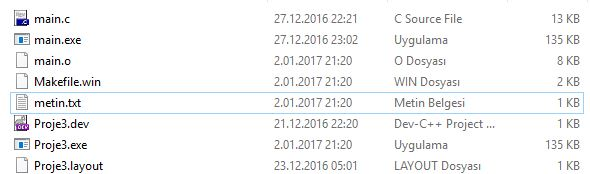 main.c 27.12.2016 22:21 C Source File 13 KB
main.exe 27.12.2016 23:02 Uygulama 135 KB
main.o 2.01.2017 21:20 O Dosyası 8 KB
Makefile.win 2.01.2017 21:20 WIN Dosyası 2 KB
metin.txt 2.01.2017 21:20 Metin Belgesi 1 KB
Proje3.dev 21.12.2016 22:20 Dev-C++ Project ... 1 KB
Proje3.exe 2.01.2017 21:20 Uygulama 135 KB
Proje3.layout 23.12.2016 05:01 LAYOUT Dosyası 1 KB